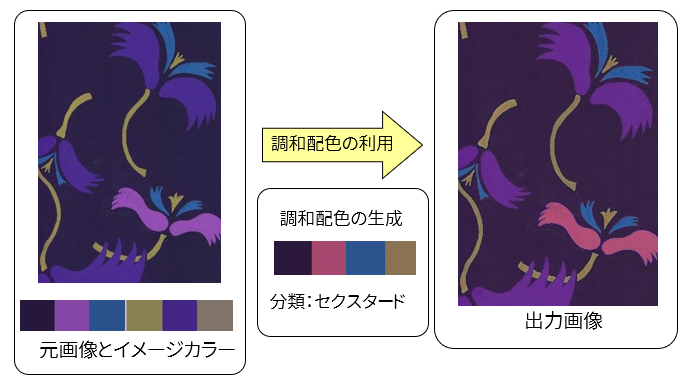 元画像とイメージカラー
調和配色の利用
調和配色の生成
分類：セクスタード
出力画像